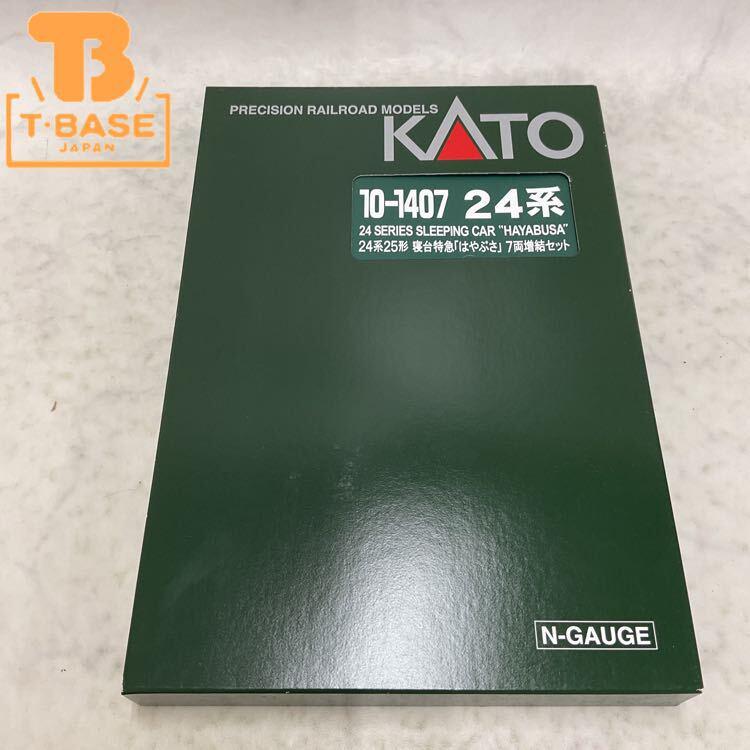 TB
T-BASE
JAPAN
PRECISION RAILROAD MODELS
KATO
10-1407 24系
24 SERIES SLEEPING CAR "HAYABUSA"
24系25形 寝台特急「はやぶさ」7両増結セット
N-GAUGE